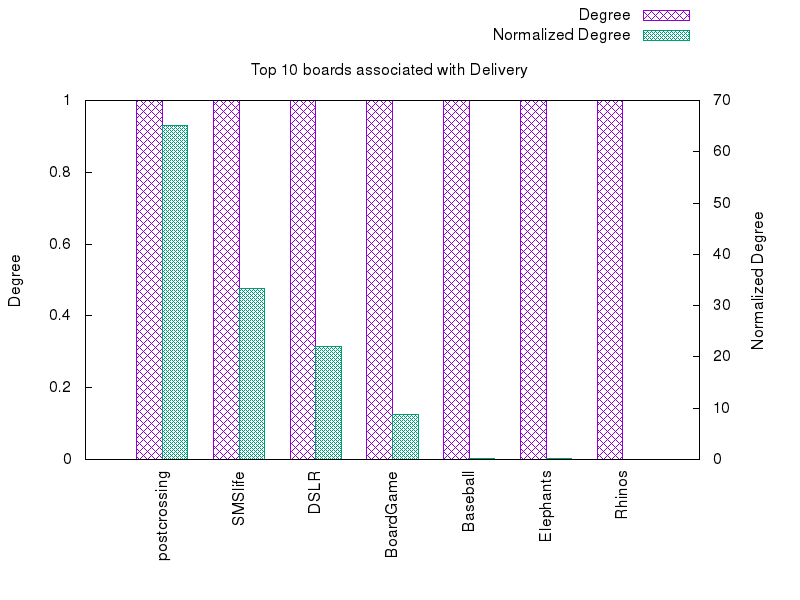 Degree
Normalized Degree
Top 10 boards associated with Delivery
1
0.8
0.6
0.4
0.2
0
Degree
70
60
50
40
30
20
10
0
Normalized Degree
postcrossing
SMSlife
DSLR
BoardGame
Baseball
Elephants
Rhinos